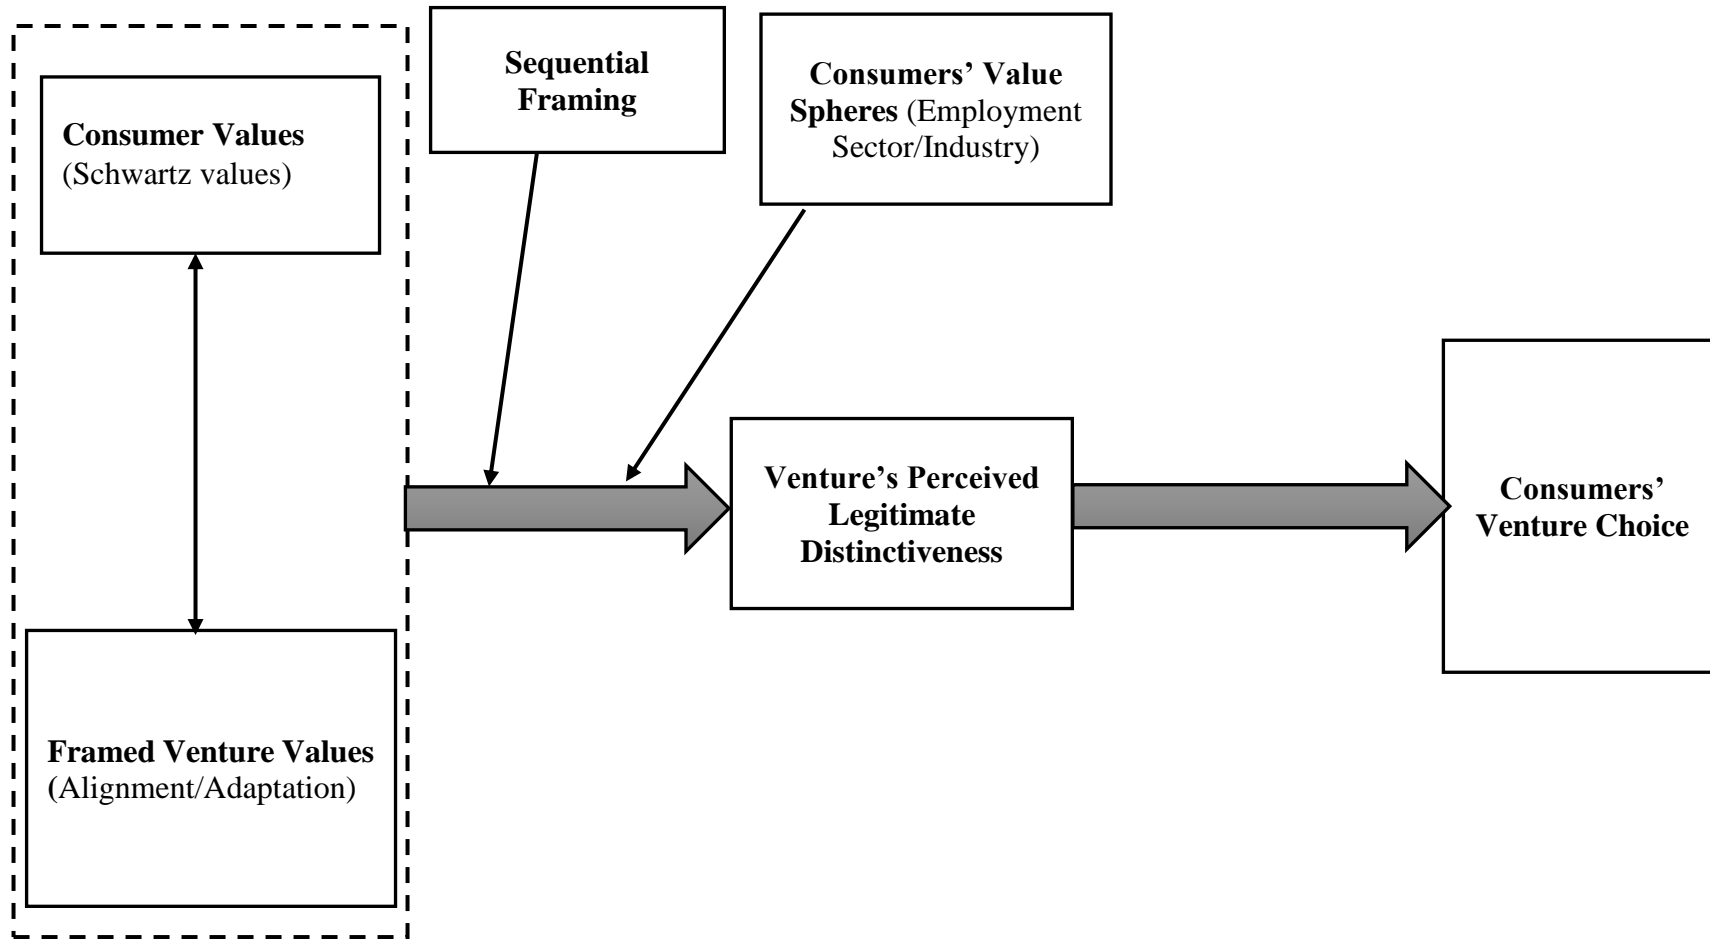 Sequential
Framing
Consumers’ Value
Spheres (Employment
Sector/Industry)
Consumer Values
(Schwartz values)
Venture’s Perceived
Legitimate
Distinctiveness
Consumers’
Venture Choice
Framed Venture Values
(Alignment/Adaptation)